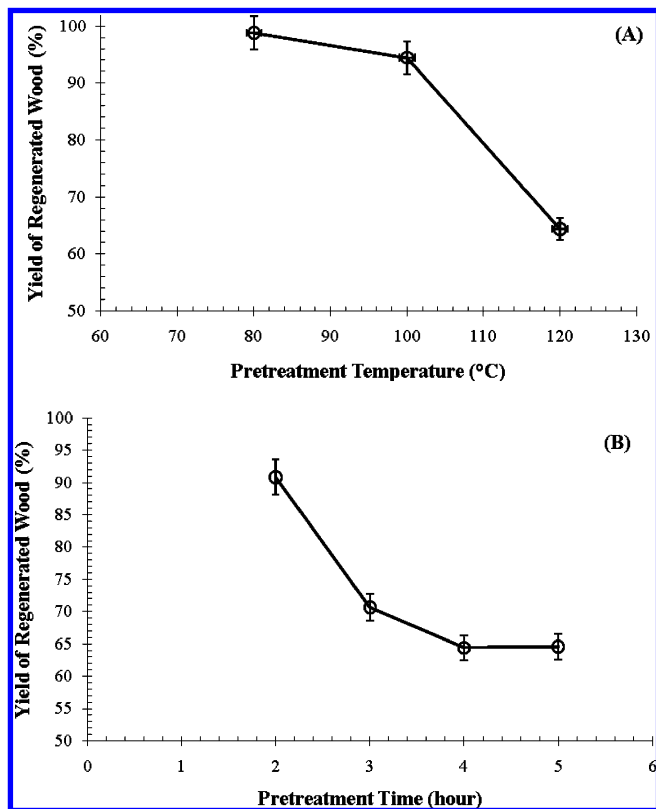 (A)
Yield of Regenerated Wood (%)
100
90
80
70
60
50
60 70 80 90 100 110 120 130
Pretreatment Temperature (°C)
(B)
Yield of Regenerated Wood (%)
100
95
90
85
80
75
70
65
60
55
50
0 1 2 3 4 5 6
Pretreatment Time (hour)